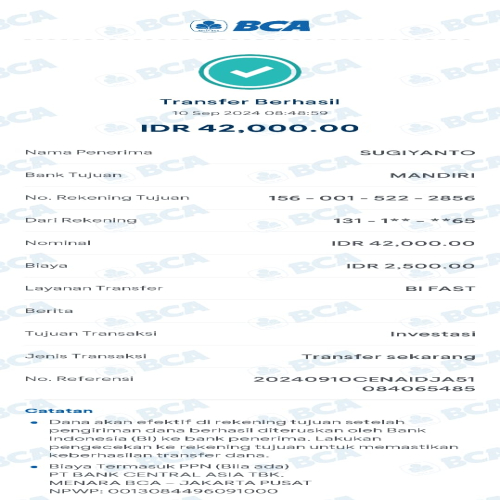 BCA
Transfer Berhasil
10 Sep 2024 08:48:59
IDR 42,000.00
Nama Penerima SUGIYANTO
Bank Tujuan MANDIRI
No. Rekening Tujuan 156 - 001 - 522 - 2856
Dari Rekening 131 - 1** - **65
Nominal IDR 42,000.00
Biaya IDR 2,500.00
Layanan Transfer BI FAST
Berita
Tujuan Transaksi Investasi
Jenis Transaksi Transfer sekarang
No. Referensi 20240910CENAIDJA51
084065485
Catatan
• Dana akan efektif di rekening tujuan setelah
pengiriman dana berhasil diteruskan oleh Bank
Indonesia (BI) ke bank penerima. Lakukan
pengecekan ke rekening tujuan untuk memastikan
keberhasilan transfer dana.
• Biaya Termasuk PPN (Bila ada)
PT BANK CENTRAL ASIA TBK.
MENARA BCA - JAKARTA PUSAT
NPWP: 0013084496091000